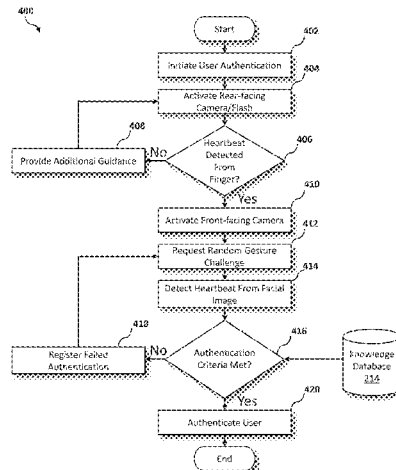 400
Start
402
Initiate User Authentication
404
Activate Rear-facing
Camera/Flash
408
406
Provide Additional Guidance
No
Heartbeat
Detected
From
Finger?
Yes
410
Activate Front-facing Camera
412
Request Random Gesture
Challenge
414
Detect Heartbeat From Facial
Image
418
416
Register Failed
Authentication
No
Authentication
Criteria Met?
Knowledge
Database
214
Yes
420
Authenticate User
End